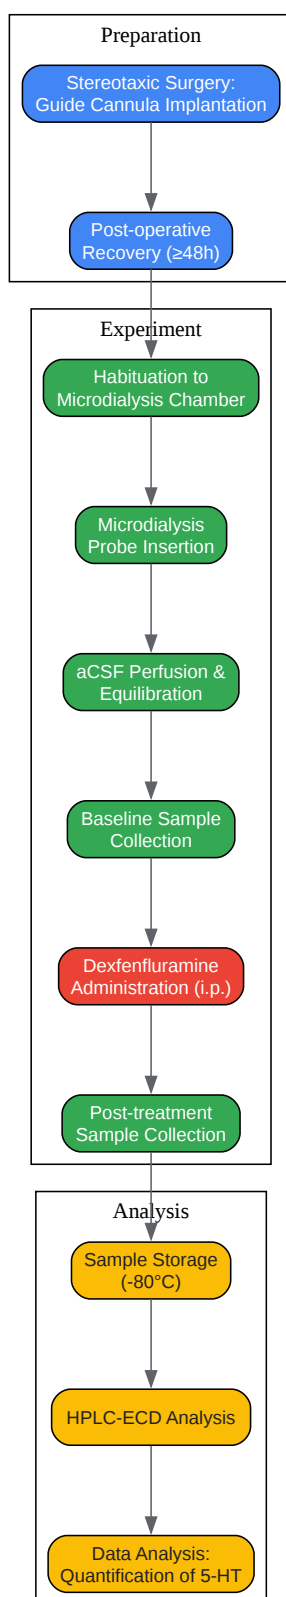 Preparation
Stereotaxic Surgery:
Guide Cannula Implantation
Post-operative
Recovery (≥48h)
Experiment
Habituation to
Microdialysis Chamber
Microdialysis
Probe Insertion
aCSF Perfusion &
Equilibration
Baseline Sample
Collection
Dexfenfluramine
Administration (i.p.)
Post-treatment
Sample Collection
Analysis
Sample Storage
(-80°C)
HPLC-ECD Analysis
Data Analysis:
Quantification of 5-HT